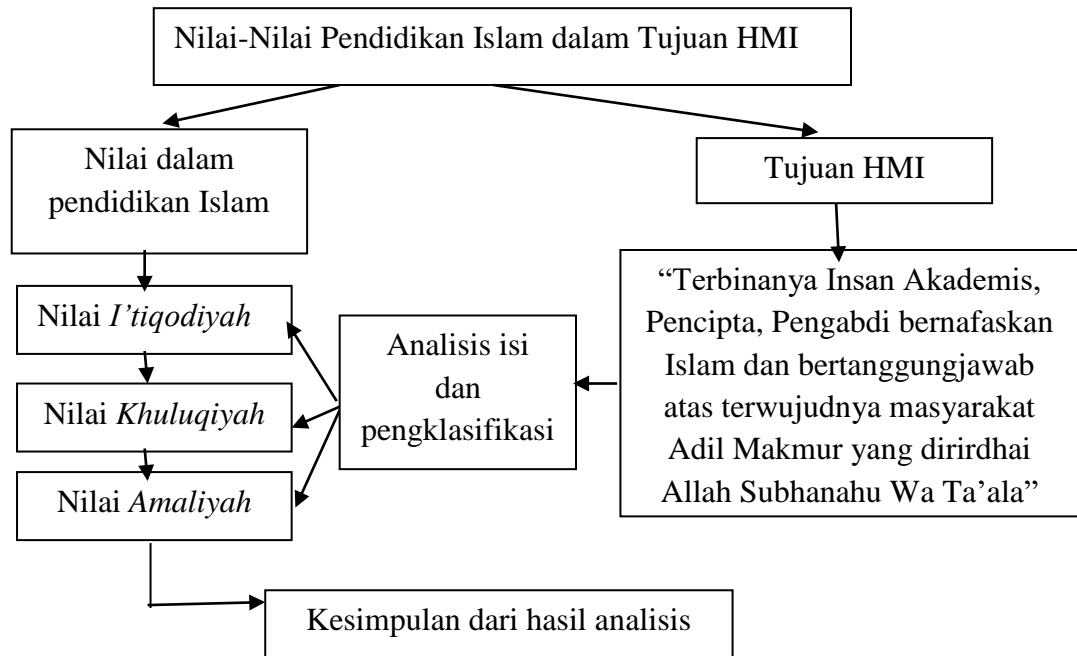 Nilai-Nilai Pendidikan Islam dalam Tujuan HMI
Nilai dalam
pendidikan Islam
Tujuan HMI
Nilai I’tiqodiyah
Nilai Khuluqiyah
Nilai Amaliyah
Analisis isi
dan
pengklasifikasi
“Terbinanya Insan Akademis,
Pencipta, Pengabdi bernafaskan
Islam dan bertanggungjawab
atas terwujudnya masyarakat
Adil Makmur yang dirirdhai
Allah Subhanahu Wa Ta’ala”
Kesimpulan dari hasil analisis